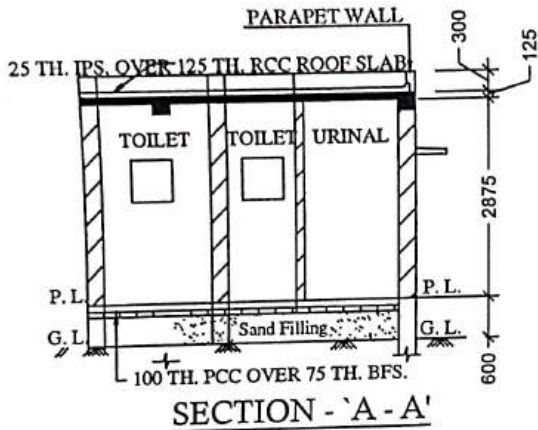 PARAPET WALL
300
125
25 TH. IPS. OVER 125 TH. RCC ROOF SLAB
TOILET
TOILET
URINAL
2875
P. L.
P. L.
G. L.
Sand Filling
G. L.
600
100 TH. PCC OVER 75 TH. BFS.
SECTION - `A - A'